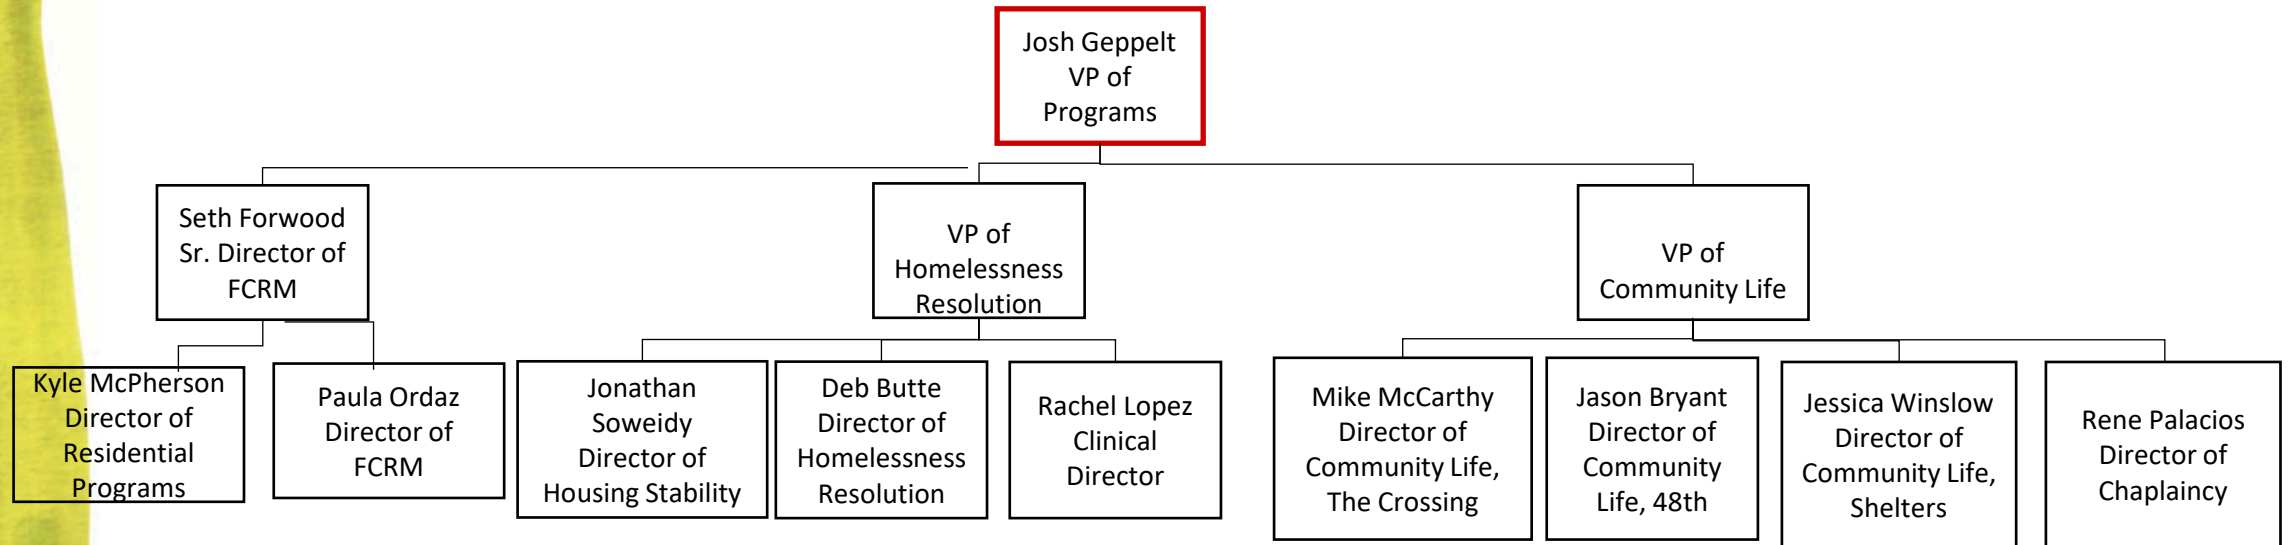 Josh Geppelt
VP of
Programs
Seth Forwood
Sr. Director of
FCRM
VP of
Homelessness
Resolution
VP of
Community Life
Kyle McPherson
Director of
Residential
Programs
Paula Ordaz
Director of
FCRM
Jonathan
Soweidy
Director of
Housing Stability
Deb Butte
Director of
Homelessness
Resolution
Rachel Lopez
Clinical
Director
Mike McCarthy
Director of
Community Life,
The Crossing
Jason Bryant
Director of
Community
Life, 48th
Jessica Winslow
Director of
Community Life,
Shelters
Rene Palacios
Director of
Chaplaincy